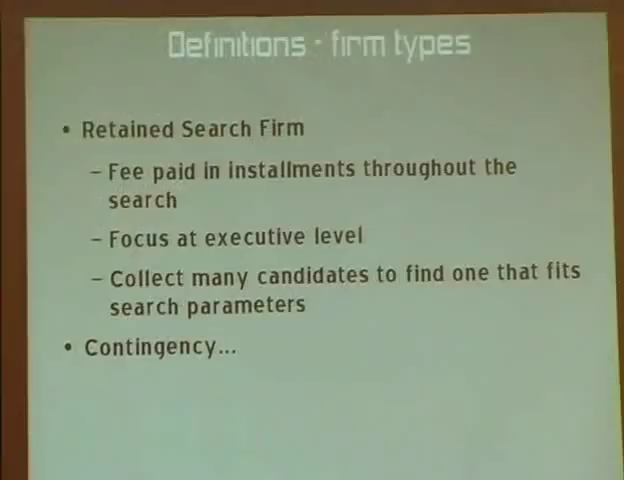 Definitions - firm types
• Retained Search Firm
– Fee paid in installments throughout the
search
– Focus at executive level
– Collect many candidates to find one that fits
search parameters
• Contingency...